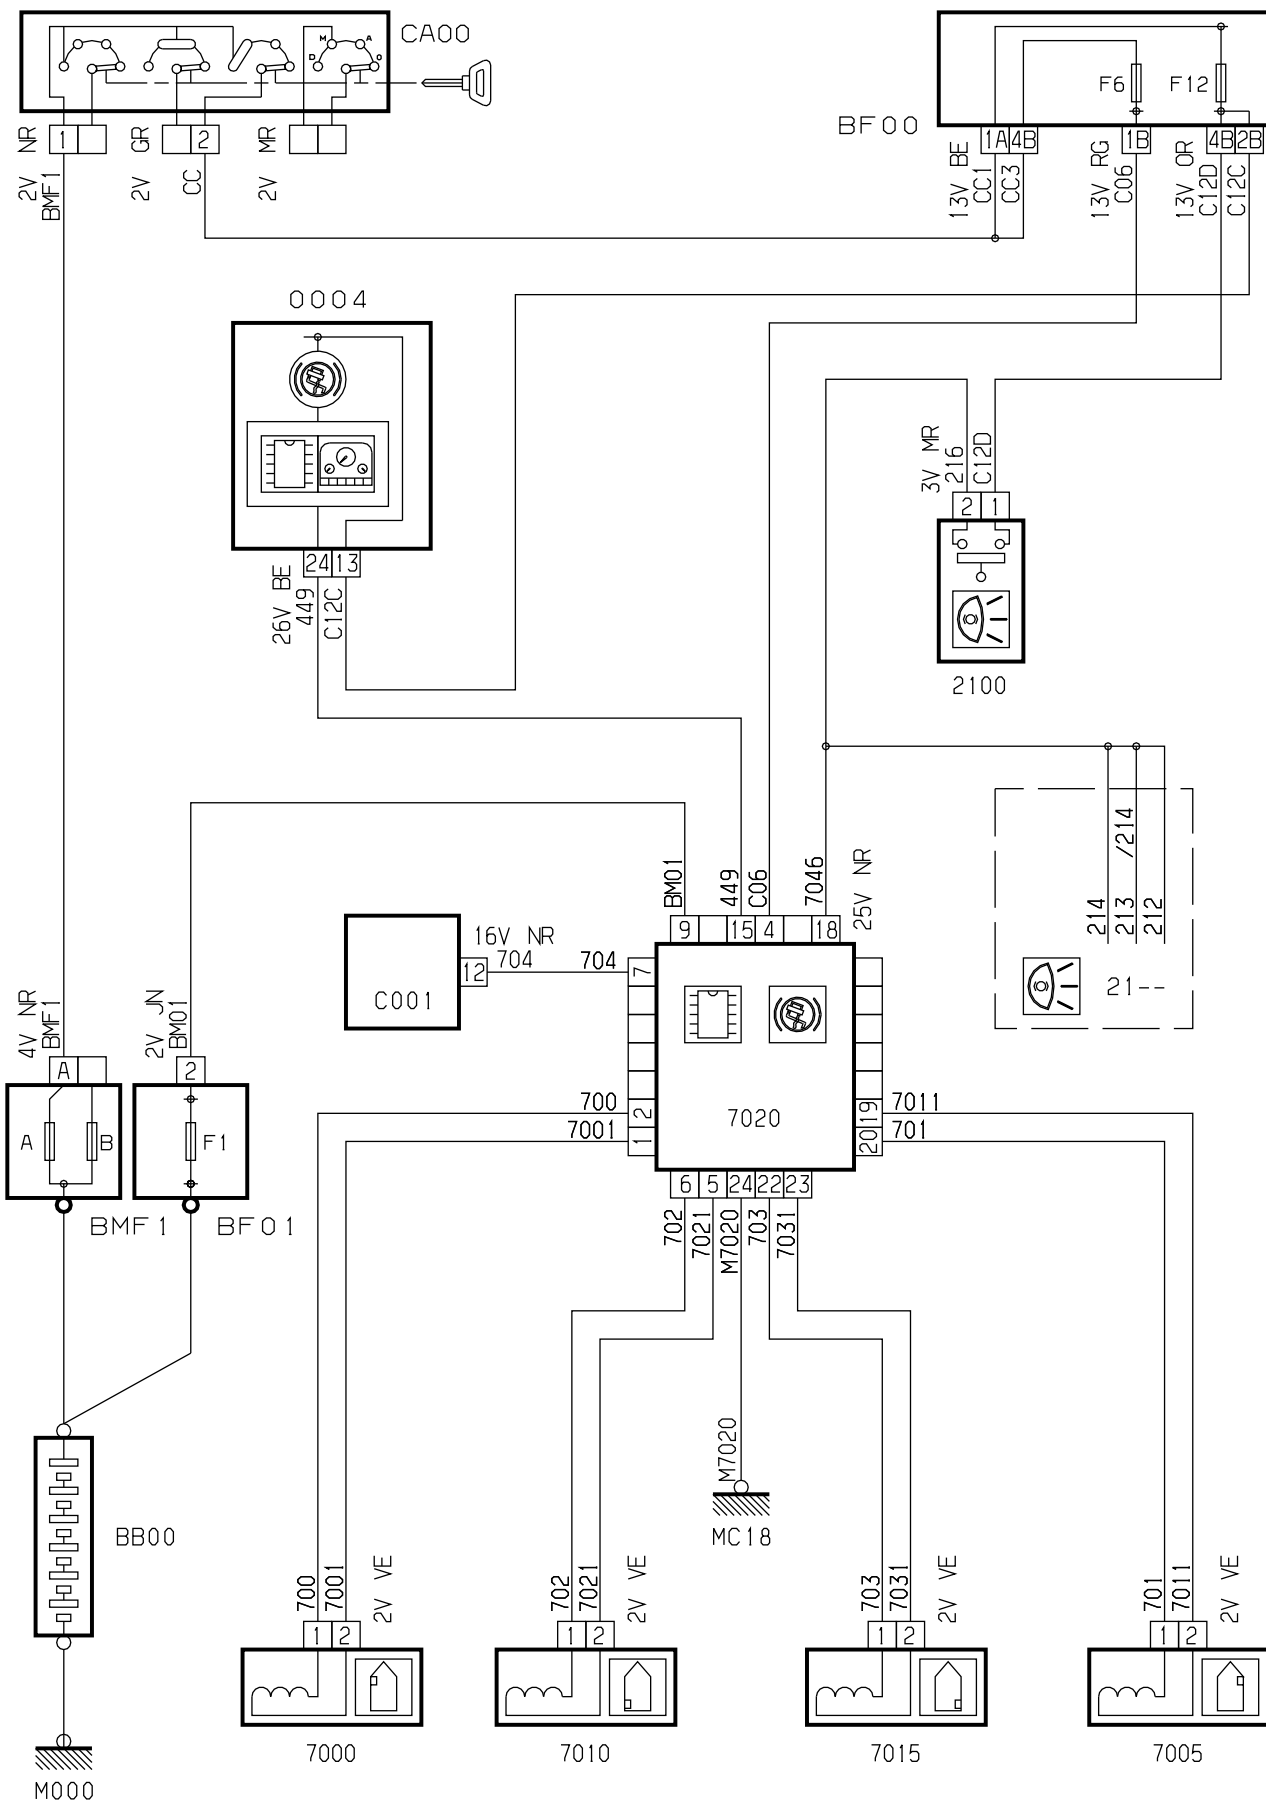 CA00
M A
D O
1
2
2V NR
BMF1
2V GR
CC
2V MR
BF00
F6
F12
1A 4B
1B
4B 2B
13V BE
CC1
CC3
13V RG
C06
13V OR
C12D
C12C
0004
24 13
26V BE
449
C12C
3V MR
216
C12D
2 1
2100
214
213 /214
212
21--
BM01
449
C06
7046
25V NR
9 15 4 18
C001
16V NR
12
704
704
7
7020
700
2
7001
1
19
7011
20
701
6 5 24 22 23
702
7021
M7020
703
7031
4V NR
BMF1
A
A
B
BMF1
2V JN
BM01
2
F1
BF01
BB00
M000
M7020
MC18
700
7001
2V VE
1 2
7000
702
7021
2V VE
1 2
7010
703
7031
2V VE
1 2
7015
701
7011
2V VE
1 2
7005